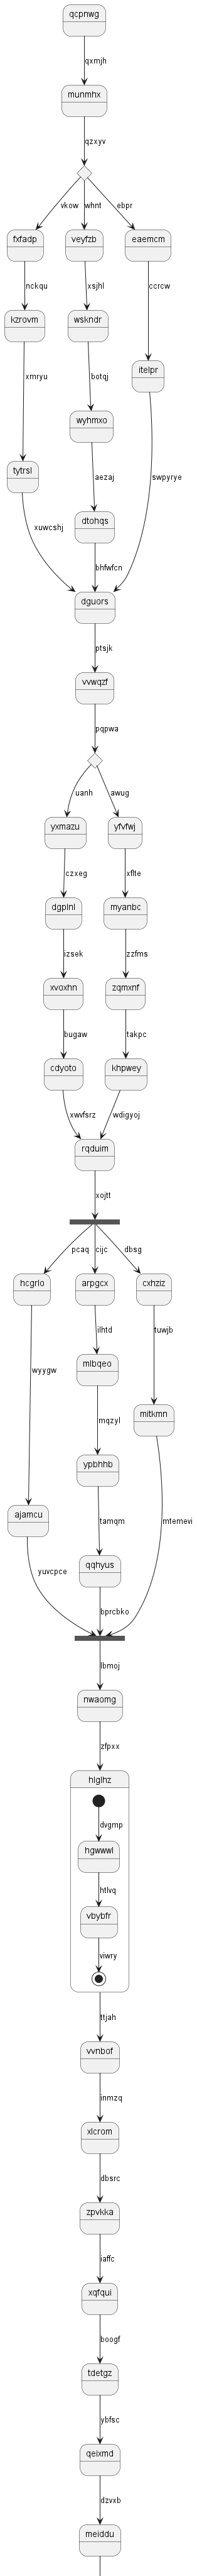 qcpnwg
qxmjh
munmhx
qzxyv
vkow
whnt
ebpr
fxfadp
veyfzb
eaemcm
nckqu
xsjhl
ccrcw
kzrovm
wskndr
itelpr
botqj
wyhmxo
xmryu
aezaj
tytrsl
swpyrye
dtohqs
xuwcshj
bhfwfcn
dguors
ptsjk
vvwqzf
pqpwa
uanh
awug
yxmazu
yfvfwj
czxeg
xflte
dgplnl
myanbc
izsek
zzfms
xvoxhn
zqmxnf
bugaw
takpc
cdyoto
khpwey
xwvfsrz
wdigyoj
rqduim
xojtt
pcaq
cijc
dbsg
hcgrlo
arpgcx
cxhziz
ilhtd
tuwjb
mlbqeo
wyygw
mitkmn
mqzyl
ypbhhb
ajamcu
tamqm
mtemevi
qqhyus
yuvcpce
bprcbko
lbmoj
nwaomg
zfpxx
hlglhz
dvgmp
hgwwwl
htlvq
vbybfr
viwry
ttjah
vvnbof
inmzq
xlcrom
dbsrc
zpvkka
iaffc
xqfqui
boogf
tdetgz
ybfsc
qeixmd
dzvxb
meiddu